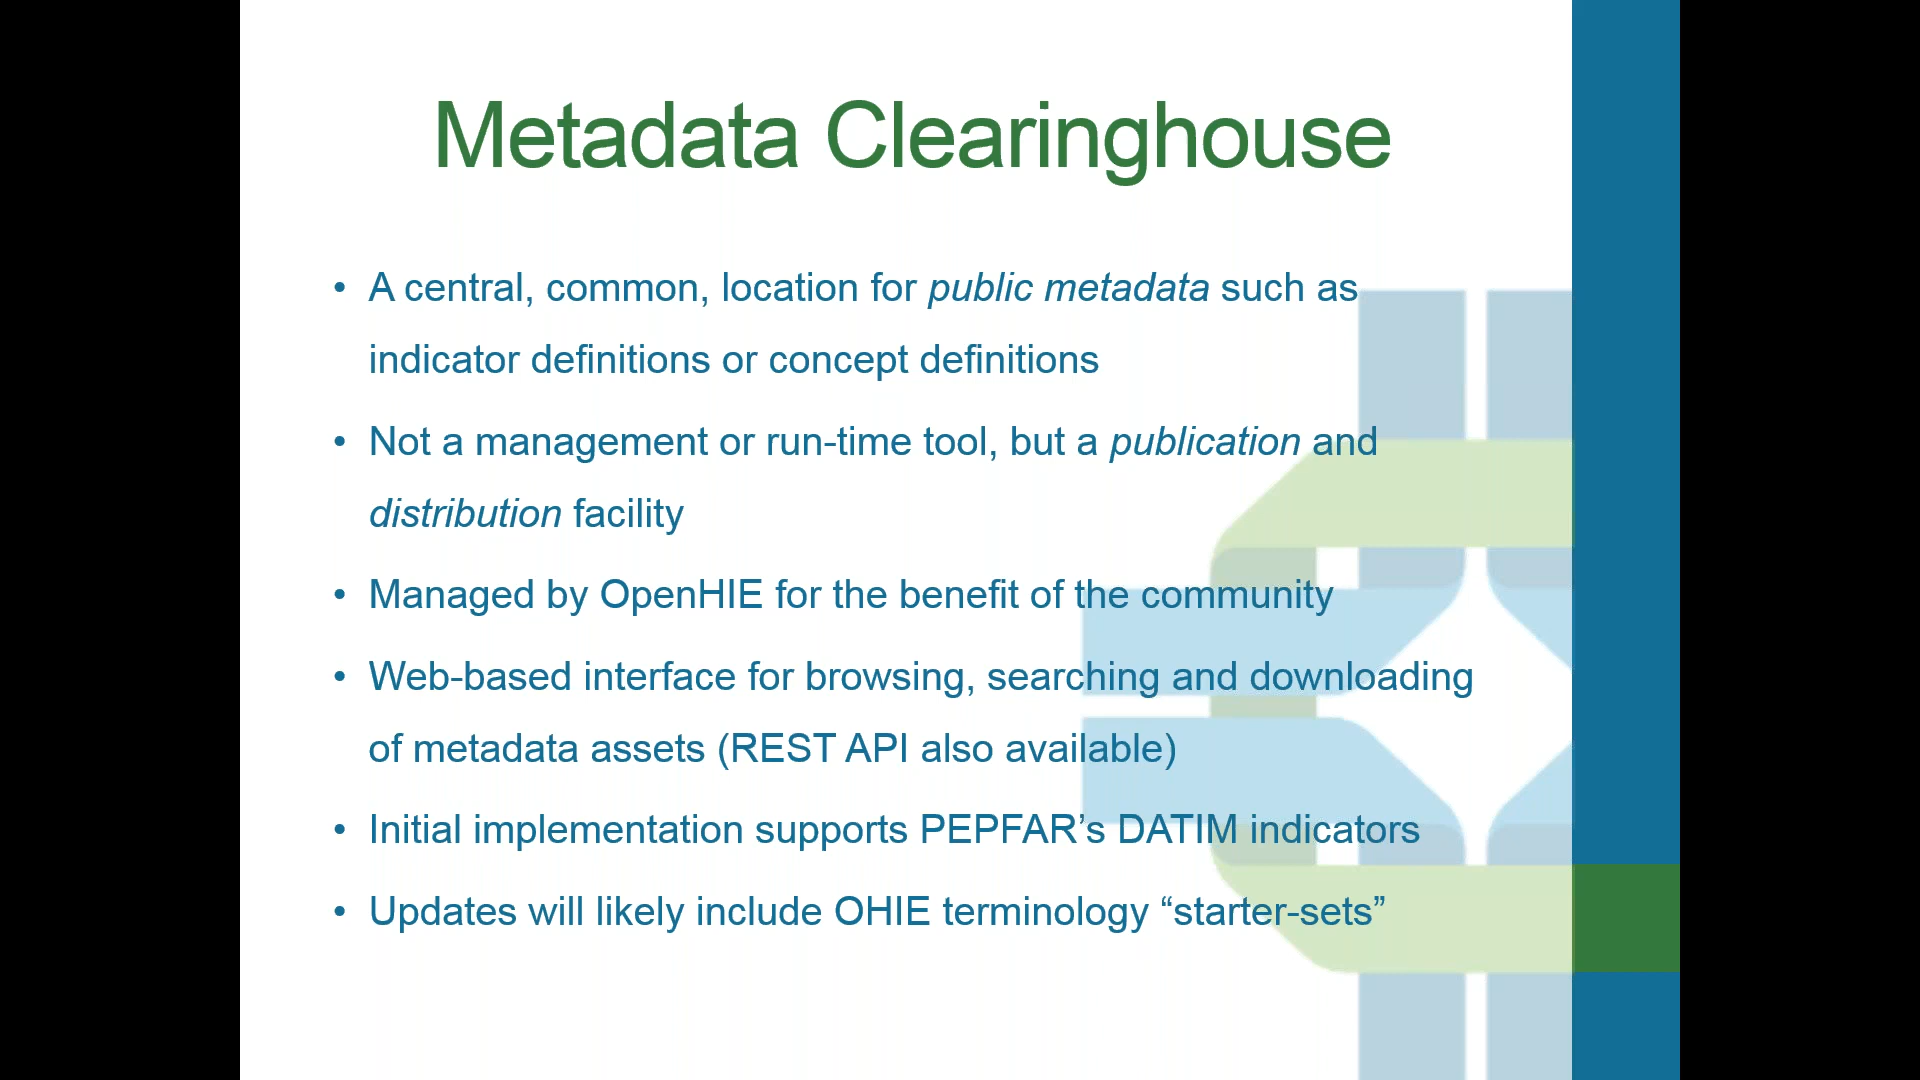 Metadata Clearinghouse
• A central, common, location for public metadata such as
indicator definitions or concept definitions
• Not a management or run-time tool, but a publication and
distribution facility
• Managed by OpenHIE for the benefit of the community
• Web-based interface for browsing, searching and downloading
of metadata assets (REST API also available)
• Initial implementation supports PEPFAR’s DATIM indicators
• Updates will likely include OHIE terminology “starter-sets”